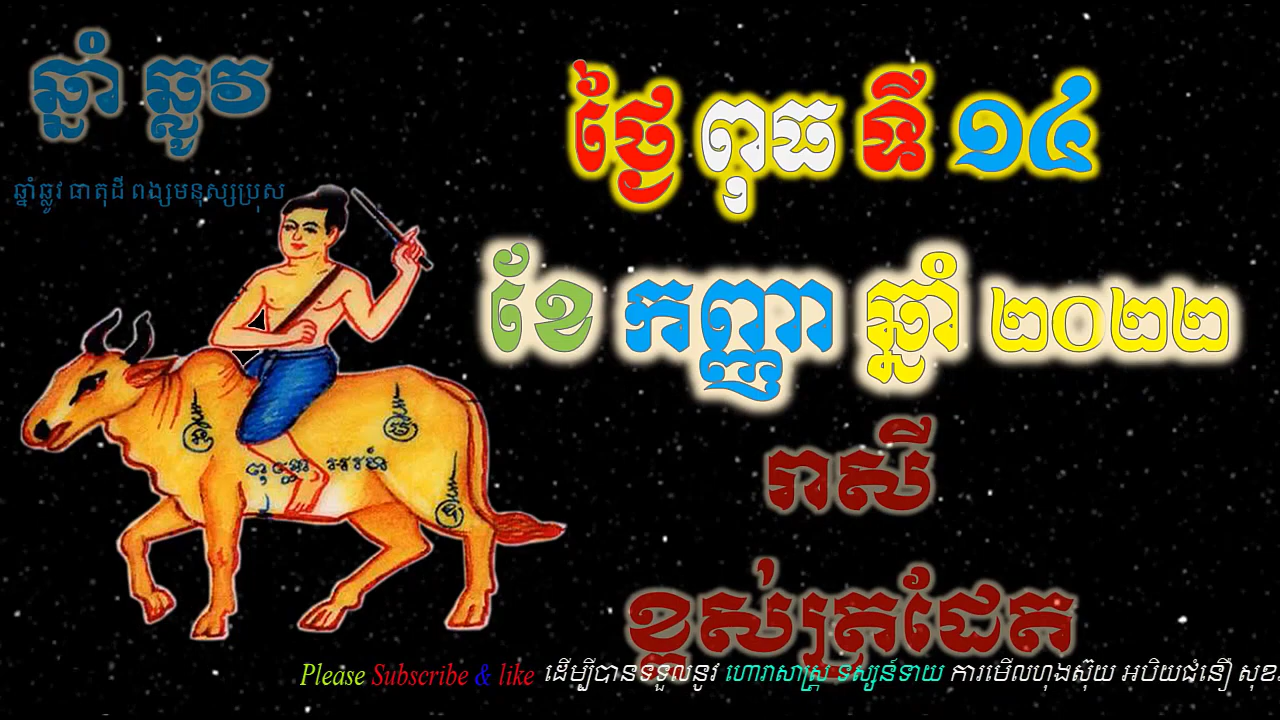 ឆ្នាំ ឆ្លូវ
ឆ្នាំឆ្លូវ ធាតុដី ពង្សមនុស្សប្រុស
ថ្ងៃ ពុធ ទី ១៤
ខែ កញ្ញា ឆ្នាំ ២០២២
រាសី
ខ្ពស់ត្រដែត
Please Subscribe & like ដើម្បីបានទទួលនូវ ហោរាសាស្ត្រ ទស្សន៍ទាយ ការមើលហុងស៊ុយ អបិយជំនឿ